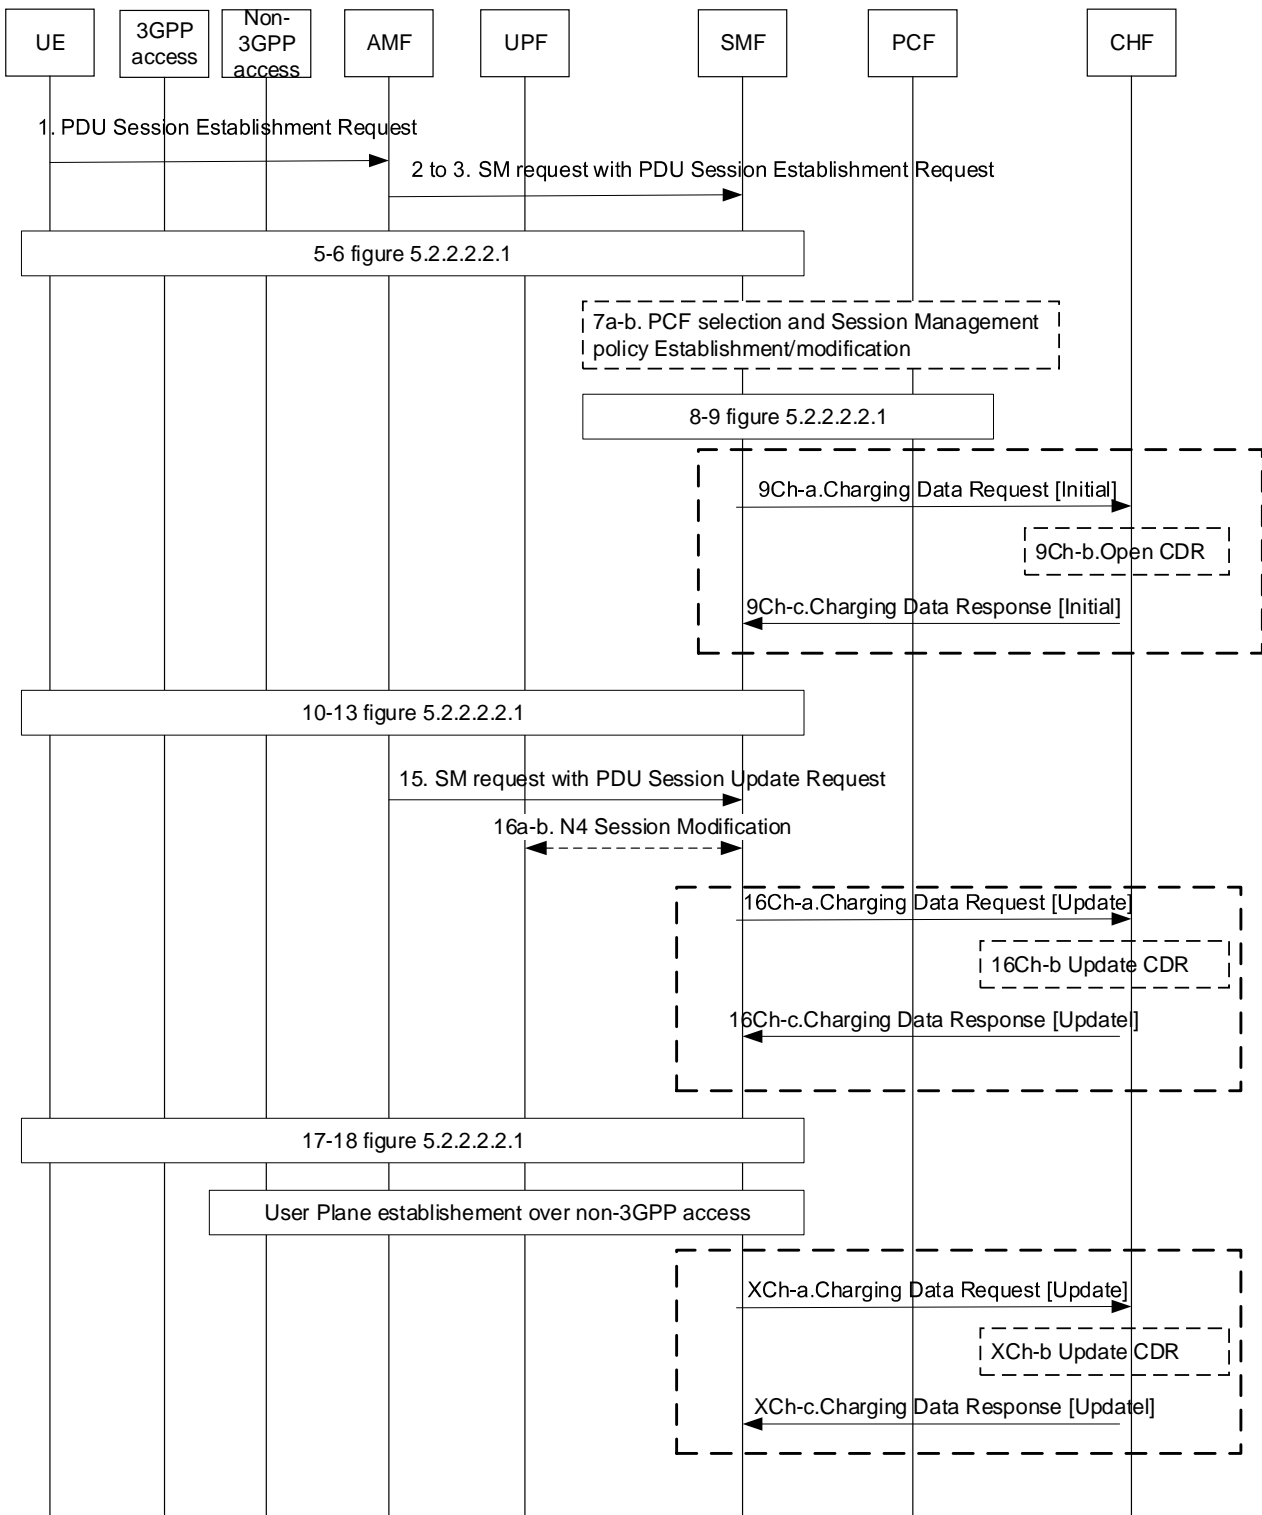 UE
3GPP
access
Non-
3GPP
access
AMF
UPF
SMF
PCF
CHF
1. PDU Session Establishment Request
2 to 3. SM request with PDU Session Establishment Request
5-6 figure 5.2.2.2.2.1
7a-b. PCF selection and Session Management
policy Establishment/modification
8-9 figure 5.2.2.2.2.1
9Ch-a.Charging Data Request [Initial]
9Ch-b.Open CDR
9Ch-c.Charging Data Response [Initial]
10-13 figure 5.2.2.2.2.1
15. SM request with PDU Session Update Request
16a-b. N4 Session Modification
16Ch-a.Charging Data Request [Update]
16Ch-b Update CDR
16Ch-c.Charging Data Response [Updatel]
17-18 figure 5.2.2.2.2.1
User Plane establishement over non-3GPP access
XCh-a.Charging Data Request [Update]
XCh-b Update CDR
XCh-c.Charging Data Response [Updatel]